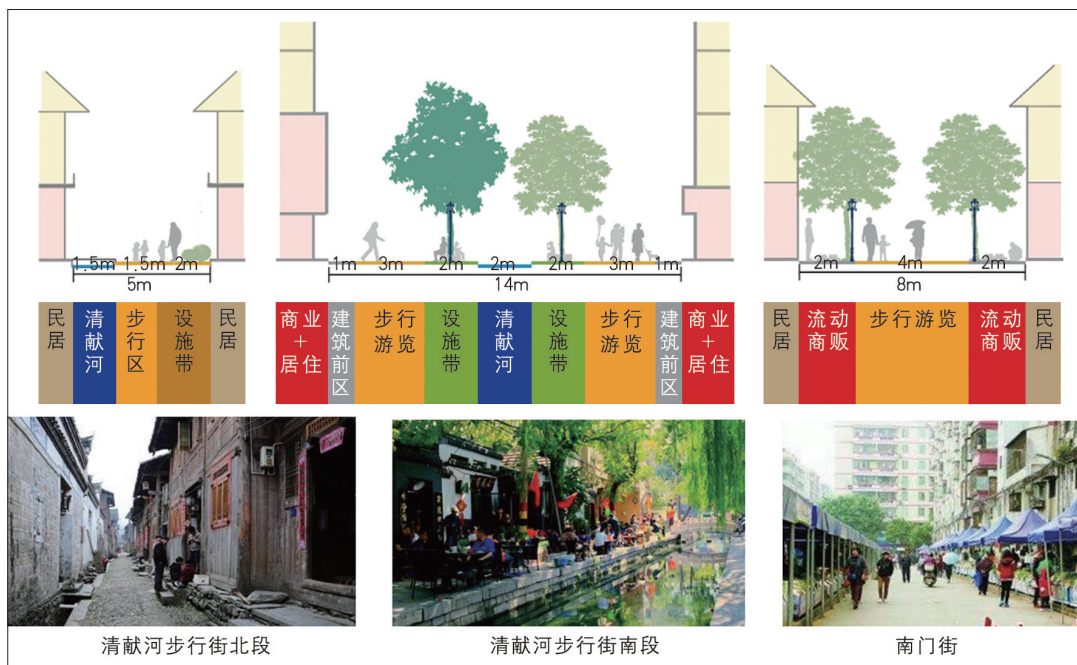 1.5m 1.5m 2m
5m
1m 3m 2m 2m 2m 3m 1m
14m
2m 4m 2m
8m
民居
清献河
步行区
设施带
民居
商业+居住
建筑前区
步行游览
设施带
清献河
设施带
步行游览
建筑前区
商业+居住
民居
流动商贩
步行游览
流动商贩
民居
清献河步行街北段
清献河步行街南段
南门街